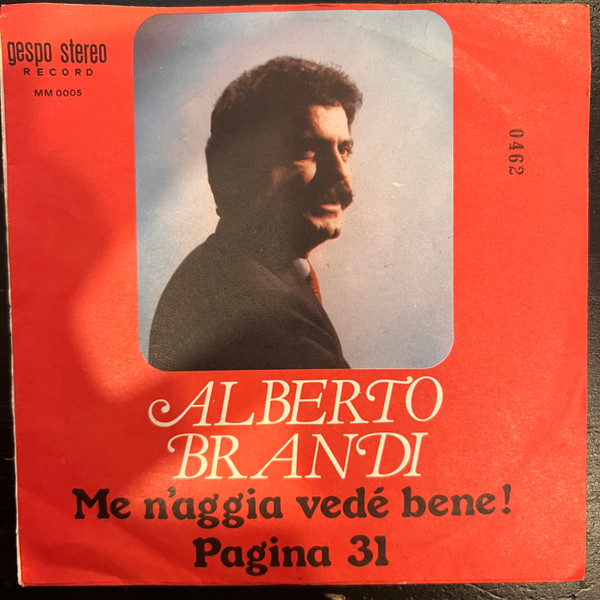 gespo stereo
RECORD
MM 0005
0462
ALBERTO
BRANDI
Me n'aggia vedé bene!
Pagina 31